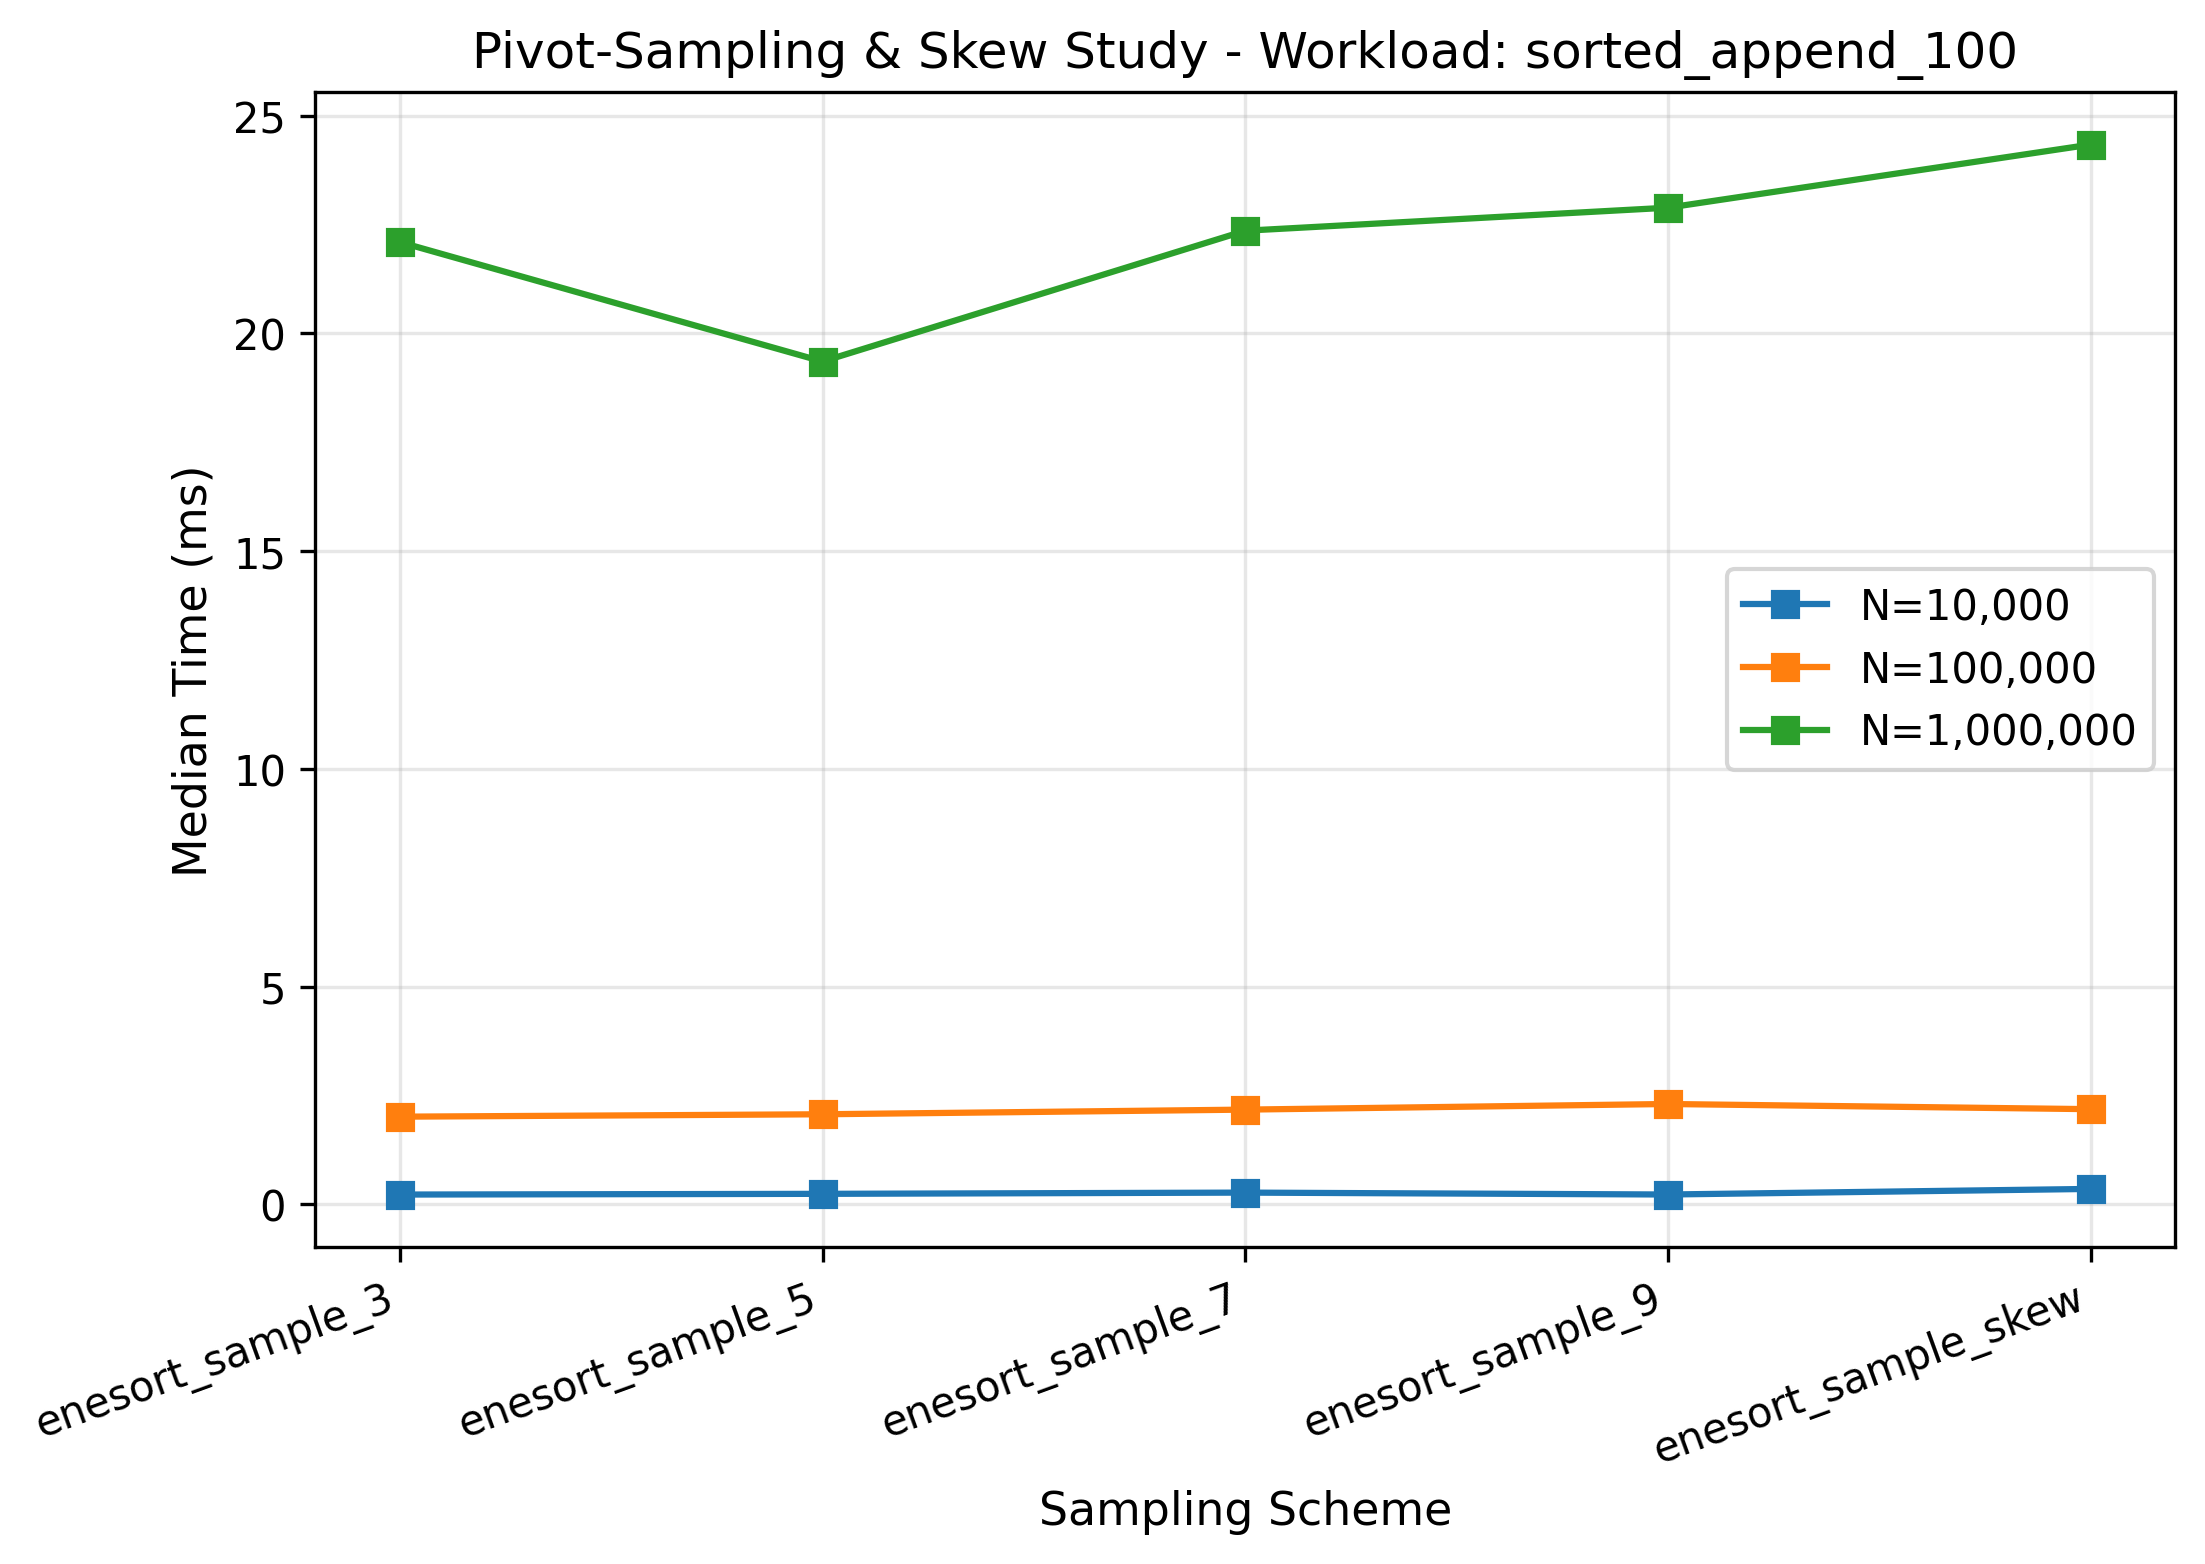 Pivot-Sampling & Skew Study - Workload: sorted_append_100
25
20
15
10
5
0
Median Time (ms)
N=10,000
N=100,000
N=1,000,000
enesort_sample_3
enesort_sample_5
enesort_sample_7
enesort_sample_9
enesort_sample_skew
Sampling Scheme